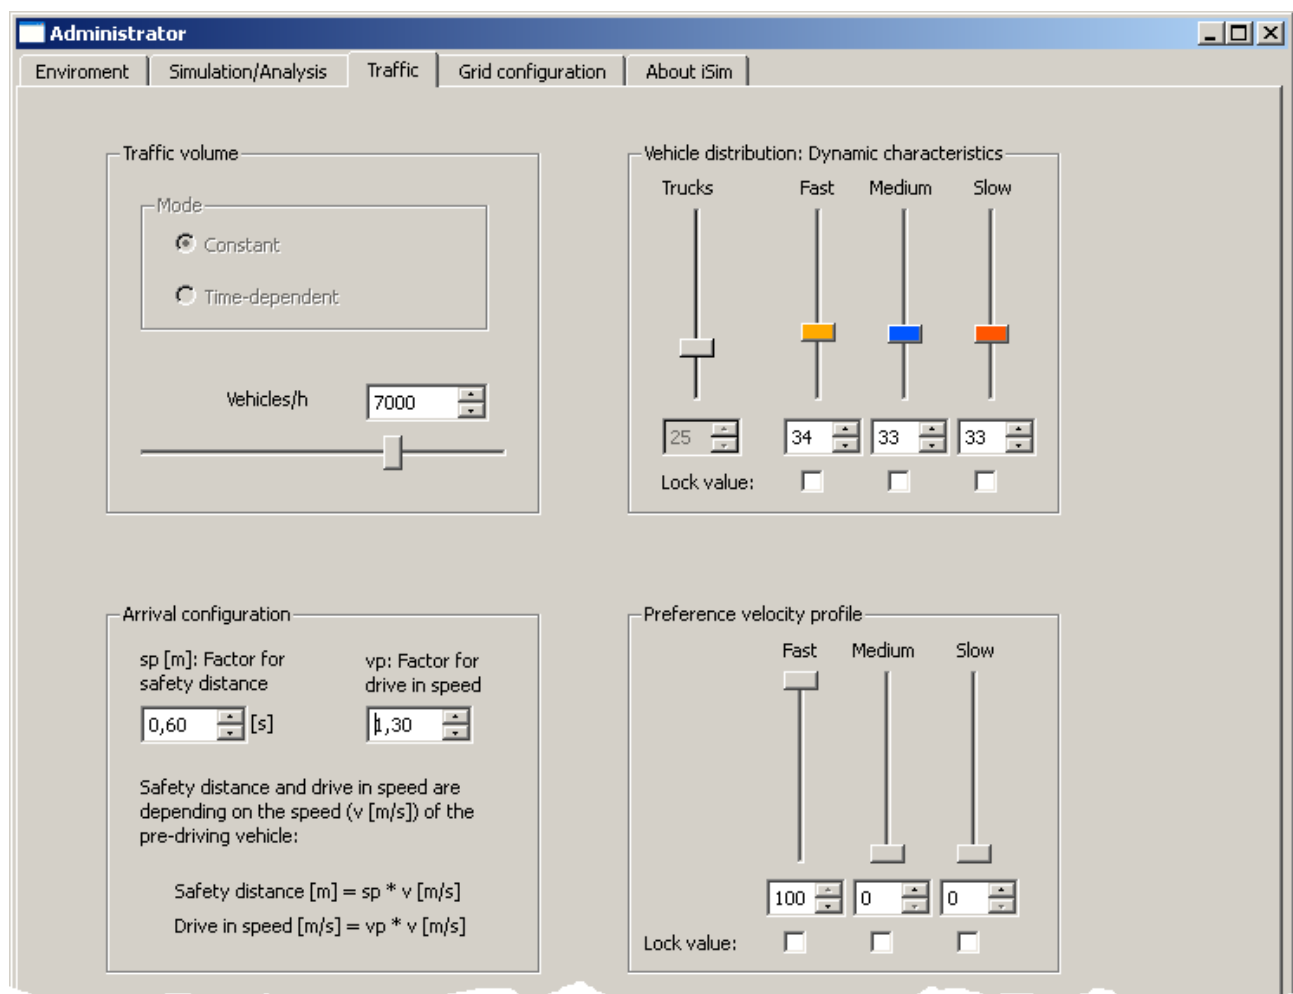 Administrator
Enviroment Simulation/Analysis Traffic Grid configuration About iSim
Traffic volume
Mode
Constant
Time-dependent
Vehicles/h 7000
Vehicle distribution: Dynamic characteristics
Trucks Fast Medium Slow
25 34 33 33
Lock value:
Arrival configuration
sp [m]: Factor for
safety distance
0,60 [s]
vp: Factor for
drive in speed
1,30
Safety distance and drive in speed are
depending on the speed (v [m/s]) of the
pre-driving vehicle:
Safety distance [m] = sp * v [m/s]
Drive in speed [m/s] = vp * v [m/s]
Preference velocity profile
Fast Medium Slow
100 0 0
Lock value: